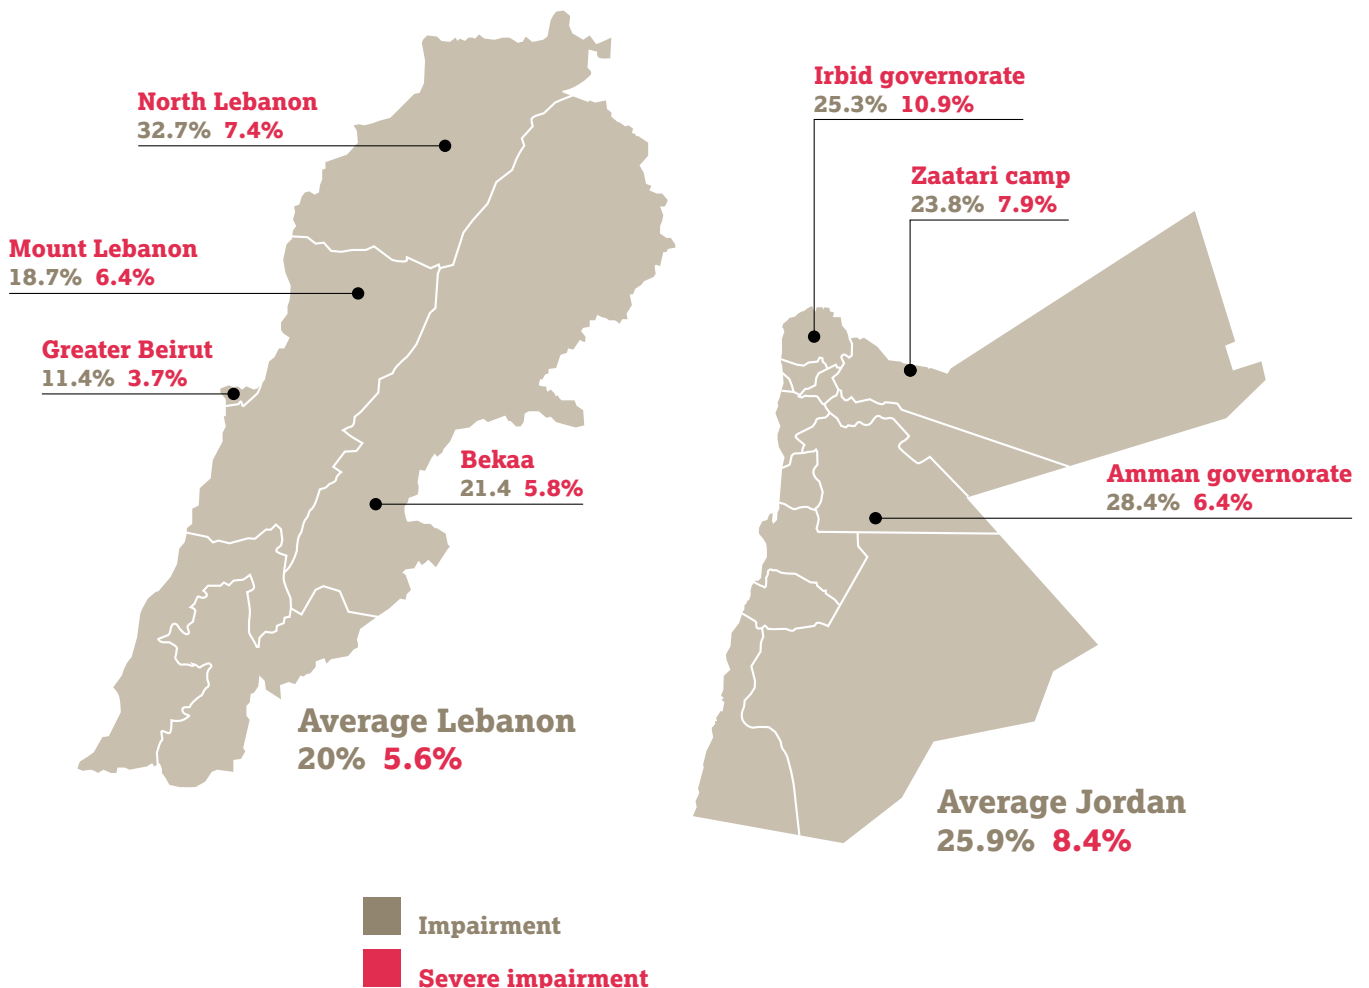 North Lebanon
32.7% 7.4%
Mount Lebanon
18.7% 6.4%
Greater Beirut
11.4% 3.7%
Bekaa
21.4 5.8%
Average Lebanon
20% 5.6%
Irbid governorate
25.3% 10.9%
Zaatari camp
23.8% 7.9%
Amman governorate
28.4% 6.4%
Average Jordan
25.9% 8.4%
Impairment
Severe impairment